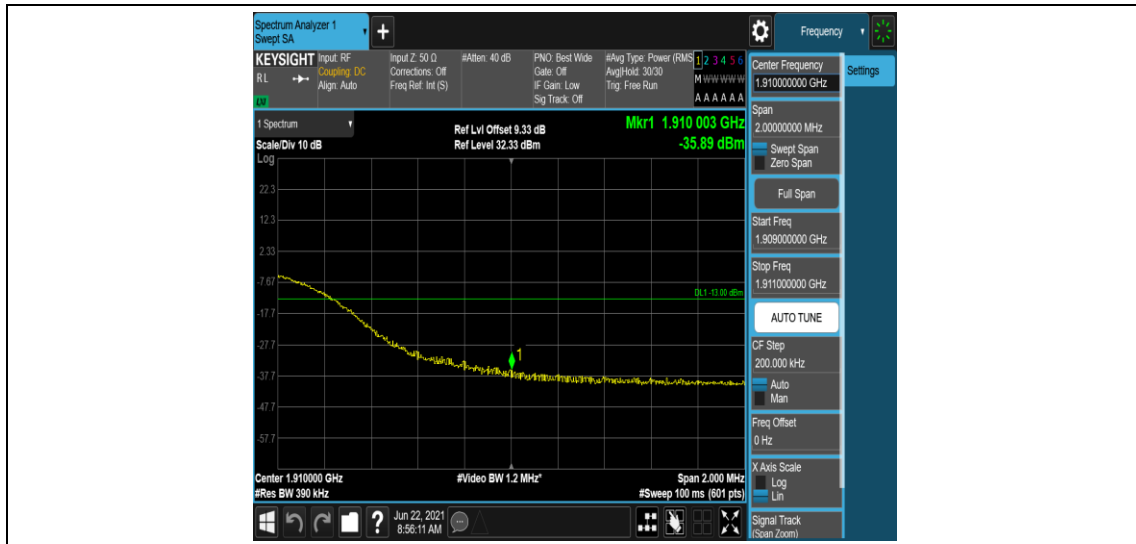 Spectrum Analyzer 1
Swept SA
+
Frequency
KEYSIGHT
RL
LXI
Input: RF
Coupling: DC
Align: Auto
Input Z: 50 Ω
Corrections: Off
Freq Ref: Int (S)
#Atten: 40 dB
PNO: Best Wide
Gate: Off
IF Gain: Low
Sig Track: Off
#Avg Type: Power (RMS
Avg|Hold: 30/30
Trig: Free Run
1 2 3 4 5 6
M W W W W W
A A A A A A
1 Spectrum
Scale/Div 10 dB
Ref Lvl Offset 9.33 dB
Ref Level 32.33 dBm
Mkr1 1.910 003 GHz
-35.89 dBm
Log
22.3
12.3
2.33
-7.67
-17.7
-27.7
-37.7
-47.7
-57.7
DL1 -13.00 dBm
1
Center 1.910000 GHz
#Res BW 390 kHz
#Video BW 1.2 MHz*
Span 2.000 MHz
#Sweep 100 ms (601 pts)
Center Frequency
1.910000000 GHz
Settings
Span
2.00000000 MHz
Swept Span
Zero Span
Full Span
Start Freq
1.909000000 GHz
Stop Freq
1.911000000 GHz
AUTO TUNE
CF Step
200.000 kHz
Auto
Man
Freq Offset
0 Hz
X Axis Scale
Log
Lin
Signal Track
(Span Zoom)
?
Jun 22, 2021
8:56:11 AM